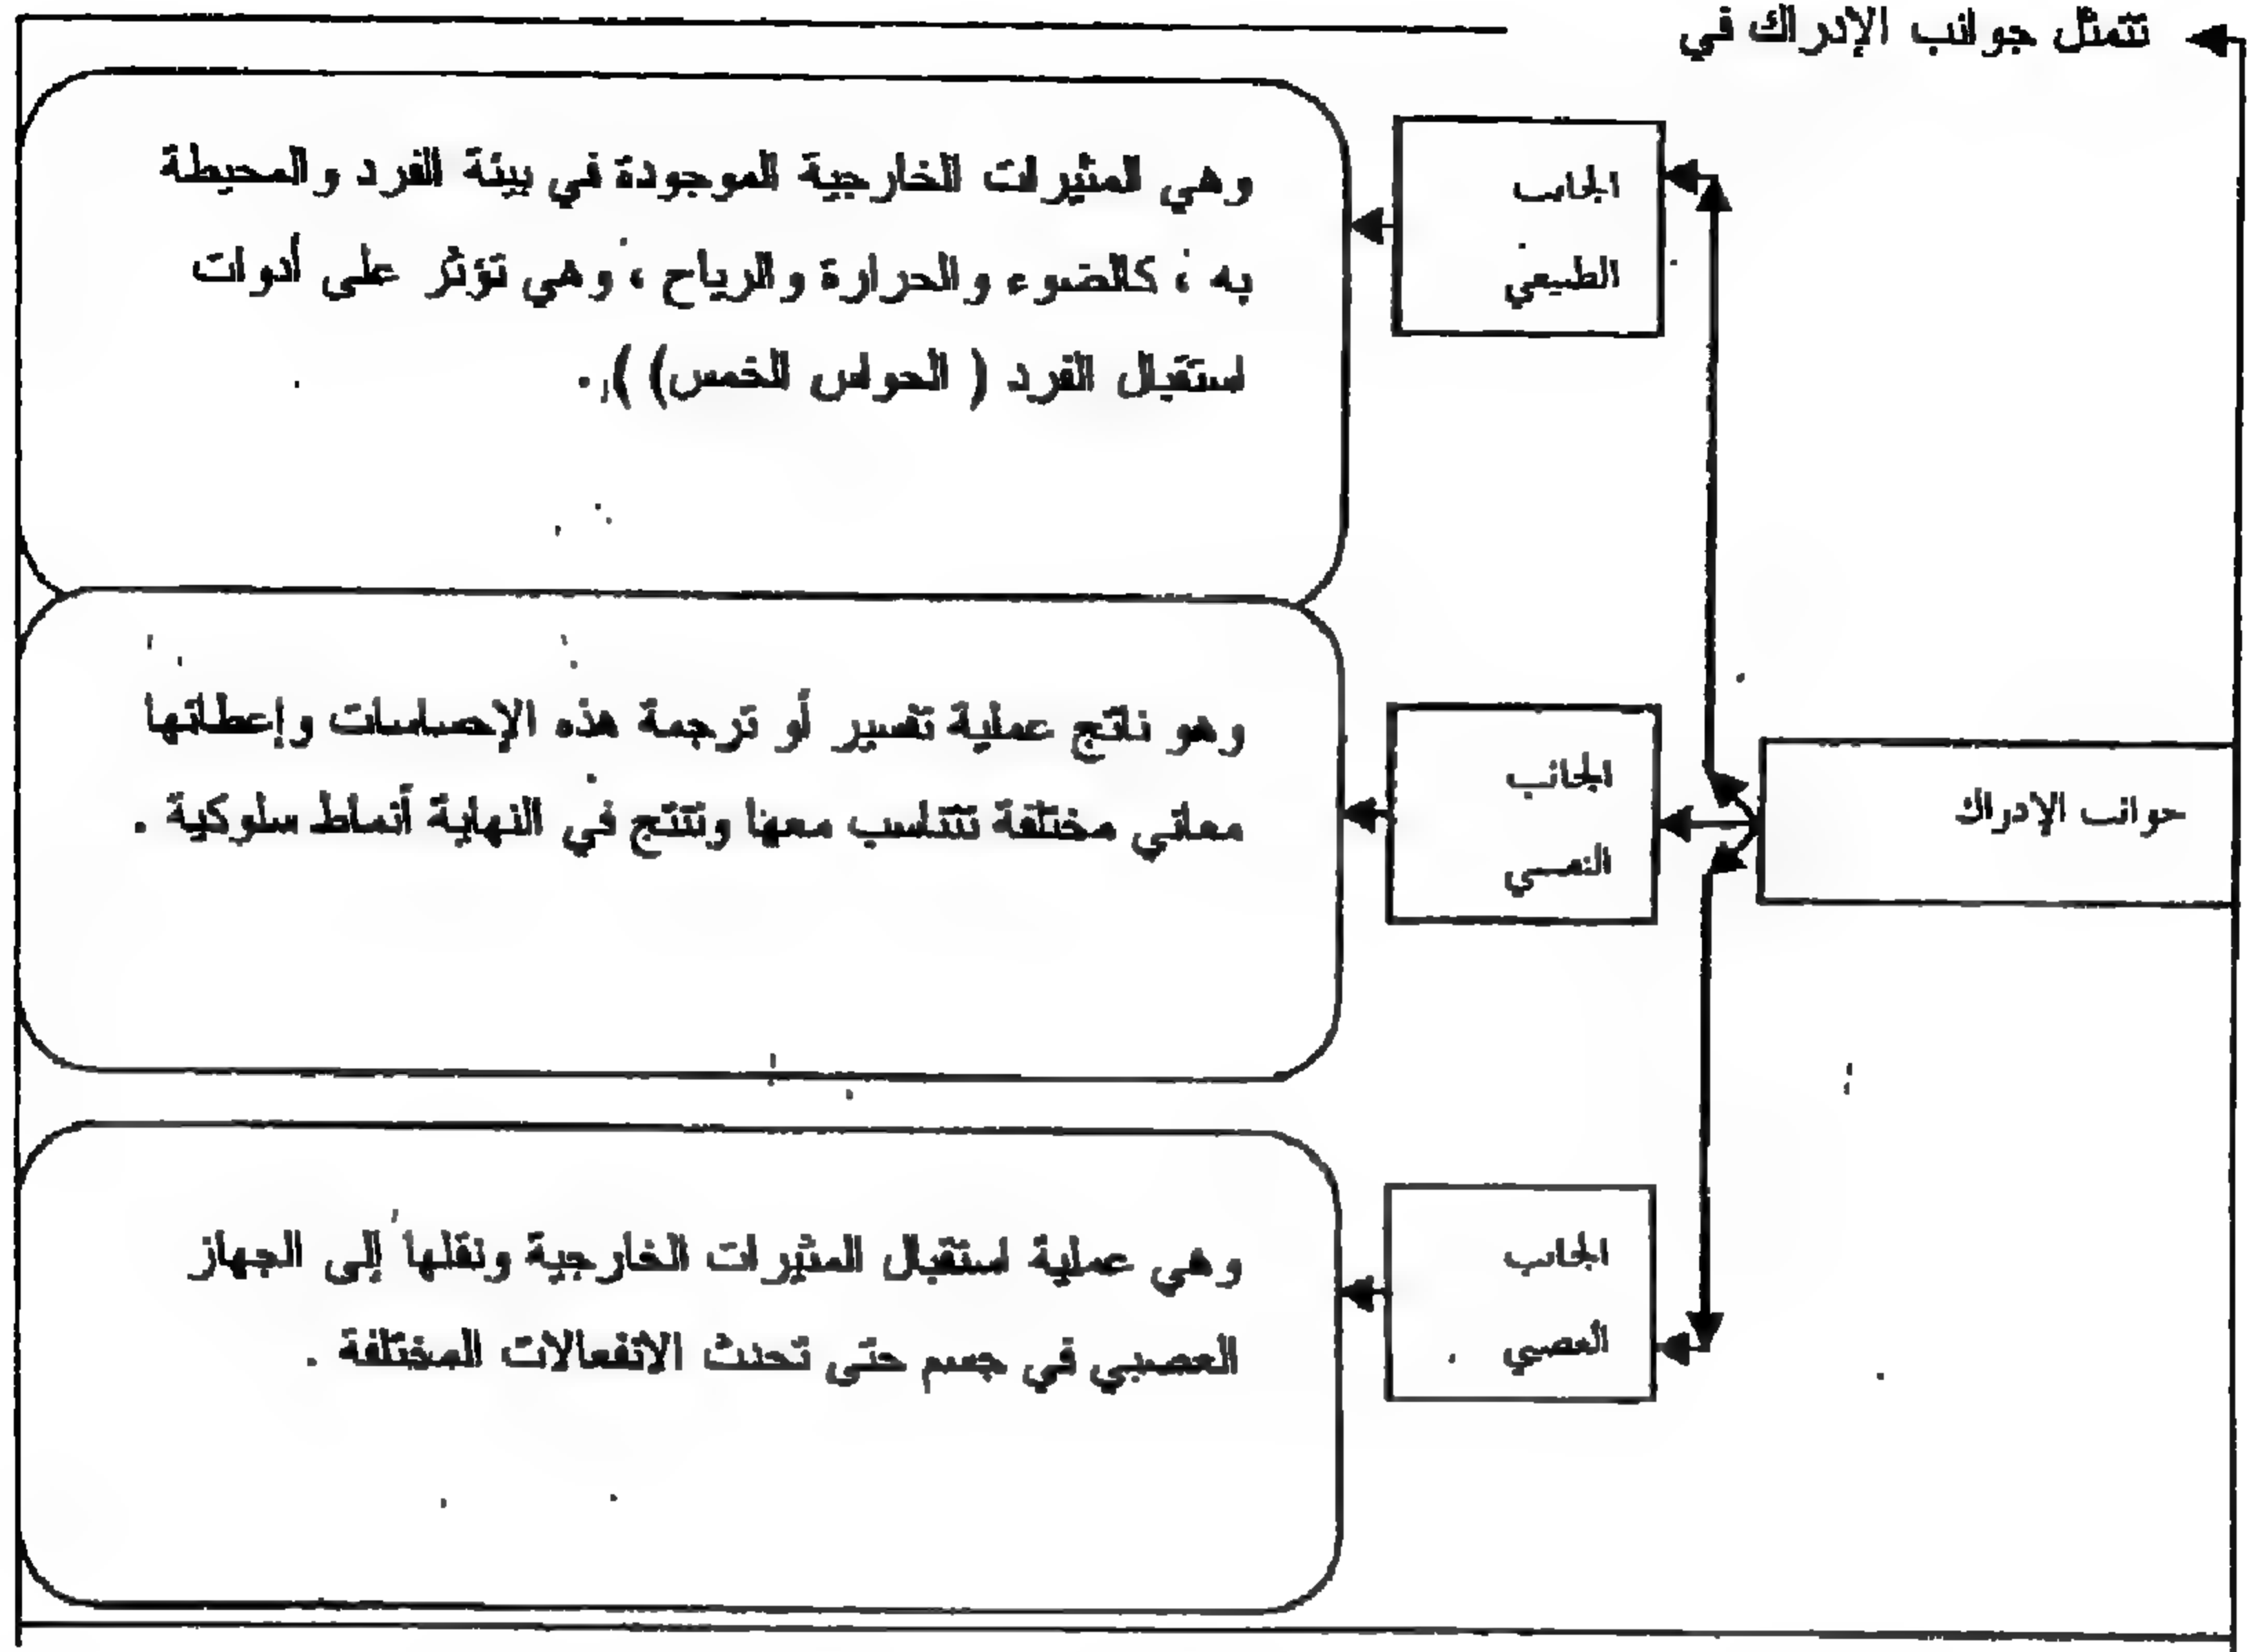 تتمثل جوانب الإدراك في
جوانب الإدراك
الجانب
الطبيعي
وهي المثيرات الخارجية الموجودة في بيئة الفرد والمحيطة
به ، كالضوء والحرارة والرياح ، وهي تؤثر على أدوات
استقبال الفرد ( الحواس الخمس) ).
الجانب
النفسي
وهو ناتج عملية تفسير أو ترجمة هذه الإحساسات وإعطائها
معاني مختلفة تتناسب معها وتنتج في النهاية أنماط سلوكية .
الجانب
العصبي
وهي عملية استقبال المثيرات الخارجية ونقلها إلى الجهاز
العصبي في جسم حتى تحدث الانفعالات المختلفة .